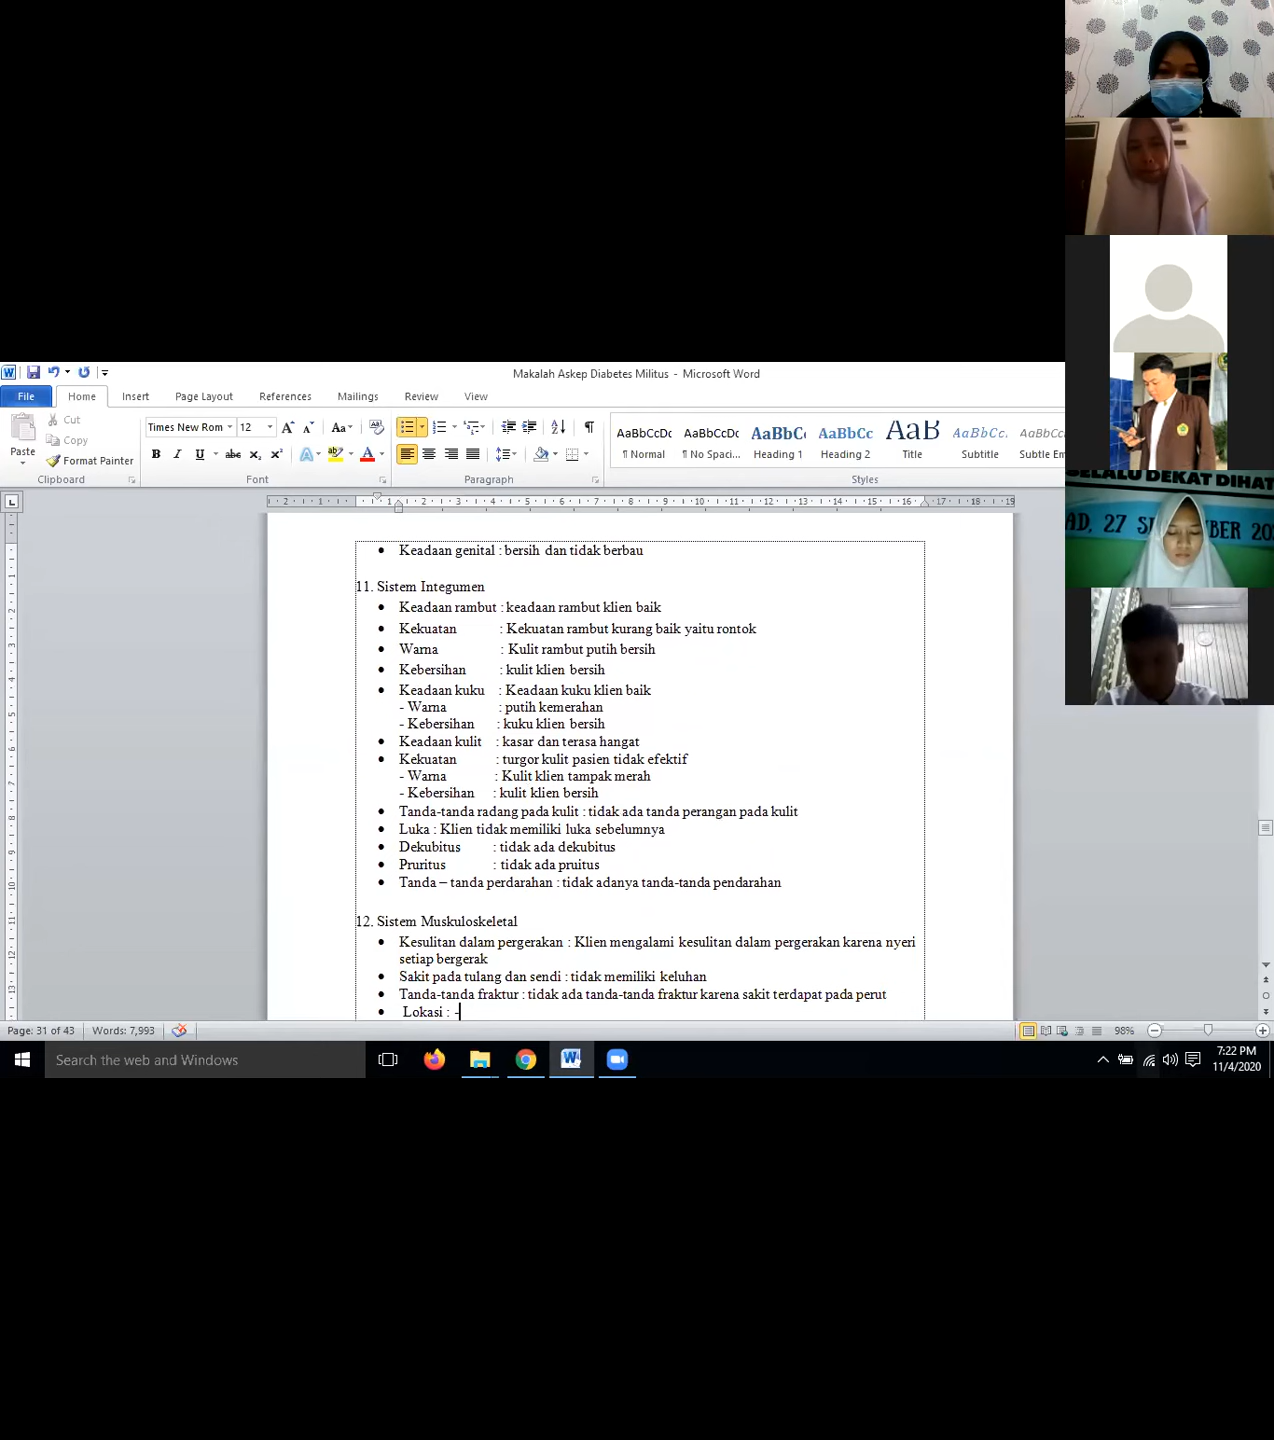 SELALU DEKAT DIHAT
AD, 27 SE
BER 202
Makalah Askep Diabetes Militus - Microsoft Word
File Home Insert Page Layout References Mailings Review View
Cut
Copy
Paste
Format Painter
Clipboard
Times New Rom 12
Font
Paragraph
AaBbCcDc AaBbCcDc AaBbC AaBbCc AaB AaBbCc. AaBbCcD
¶ Normal ¶ No Spaci... Heading 1 Heading 2 Title Subtitle Subtle Em
Styles
• Keadaan genital : bersih dan tidak berbau
11. Sistem Integumen
• Keadaan rambut : keadaan rambut klien baik
• Kekuatan : Kekuatan rambut kurang baik yaitu rontok
• Warna : Kulit rambut putih bersih
• Kebersihan : kulit klien bersih
• Keadaan kuku : Keadaan kuku klien baik
- Warna : putih kemerahan
- Kebersihan : kuku klien bersih
• Keadaan kulit : kasar dan terasa hangat
• Kekuatan : turgor kulit pasien tidak efektif
- Warna : Kulit klien tampak merah
- Kebersihan : kulit klien bersih
• Tanda-tanda radang pada kulit : tidak ada tanda perangan pada kulit
• Luka : Klien tidak memiliki luka sebelumnya
• Dekubitus : tidak ada dekubitus
• Pruritus : tidak ada pruitus
• Tanda – tanda perdarahan : tidak adanya tanda-tanda pendarahan
12. Sistem Muskuloskeletal
• Kesulitan dalam pergerakan : Klien mengalami kesulitan dalam pergerakan karena nyeri
setiap bergerak
• Sakit pada tulang dan sendi : tidak memiliki keluhan
• Tanda-tanda fraktur : tidak ada tanda-tanda fraktur karena sakit terdapat pada perut
• Lokasi : -
Page: 31 of 43 Words: 7,993 98%
Search the web and Windows
7:22 PM
11/4/2020